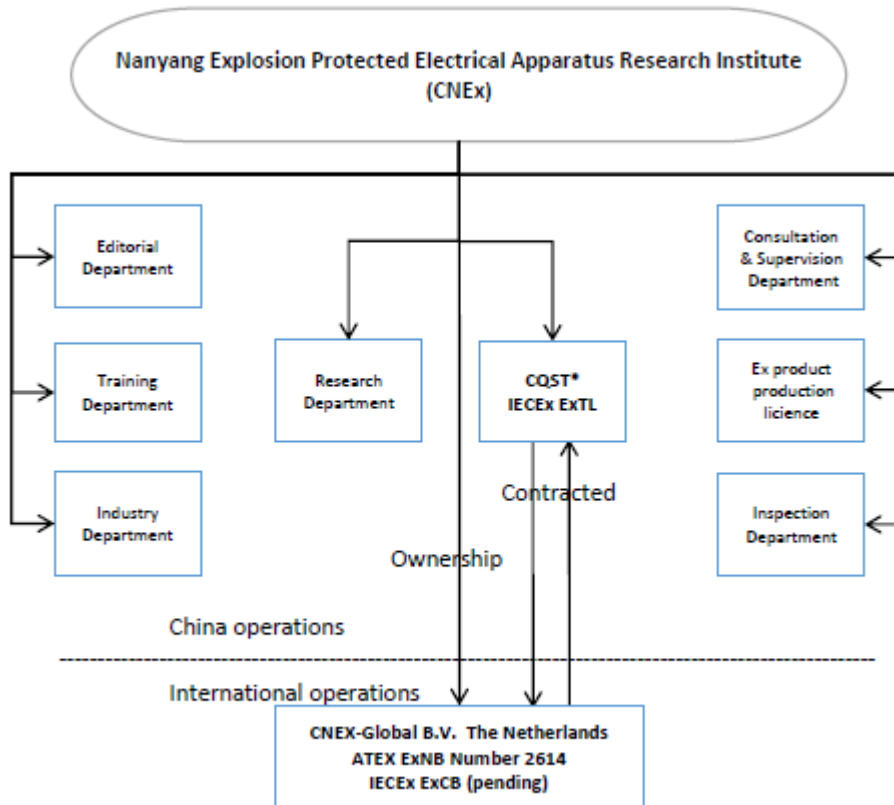 Nanyang Explosion Protected Electrical Apparatus Research Institute
(CNEx)
Editorial
Department
Consultation
& Supervision
Department
Training
Department
Research
Department
CQST*
IECEx ExTL
Ex product
production
licience
Contracted
Industry
Department
Inspection
Department
Ownership
China operations
International operations
CNEX-Global B.V. The Netherlands
ATEX ExNB Number 2614
IECEx ExCB (pending)